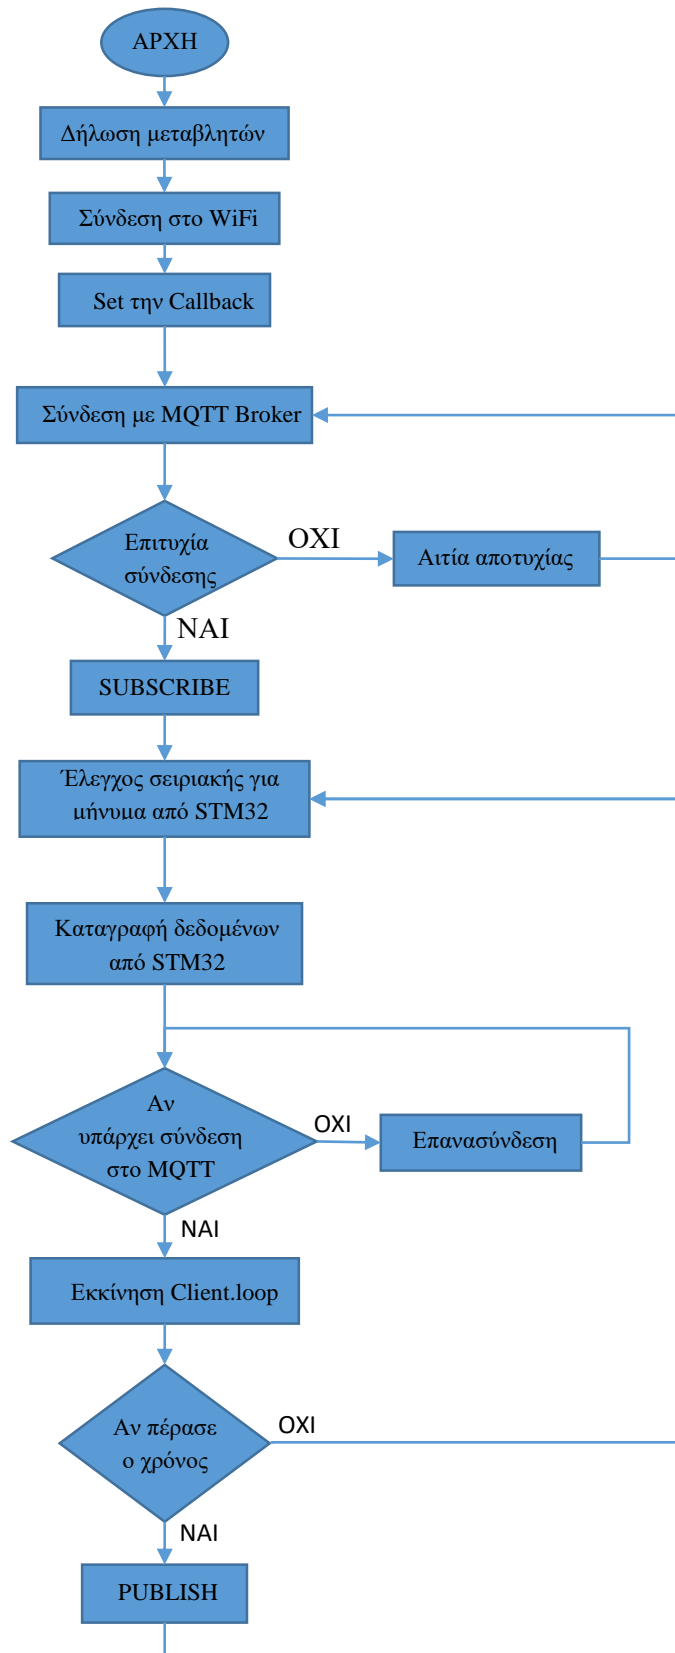 ΑΡΧΗ
Δήλωση μεταβλητών
Σύνδεση στο WiFi
Set την Callback
Σύνδεση με MQTT Broker
Επιτυχία
σύνδεσης
ΟΧΙ
Αιτία αποτυχίας
ΝΑΙ
SUBSCRIBE
Έλεγχος σειριακής για
μήνυμα από STM32
Καταγραφή δεδομένων
από STM32
Αν
υπάρχει σύνδεση
στο MQTT
ΟΧΙ
Επανασύνδεση
ΝΑΙ
Εκκίνηση Client.loop
Αν πέρασε
ο χρόνος
ΟΧΙ
ΝΑΙ
PUBLISH